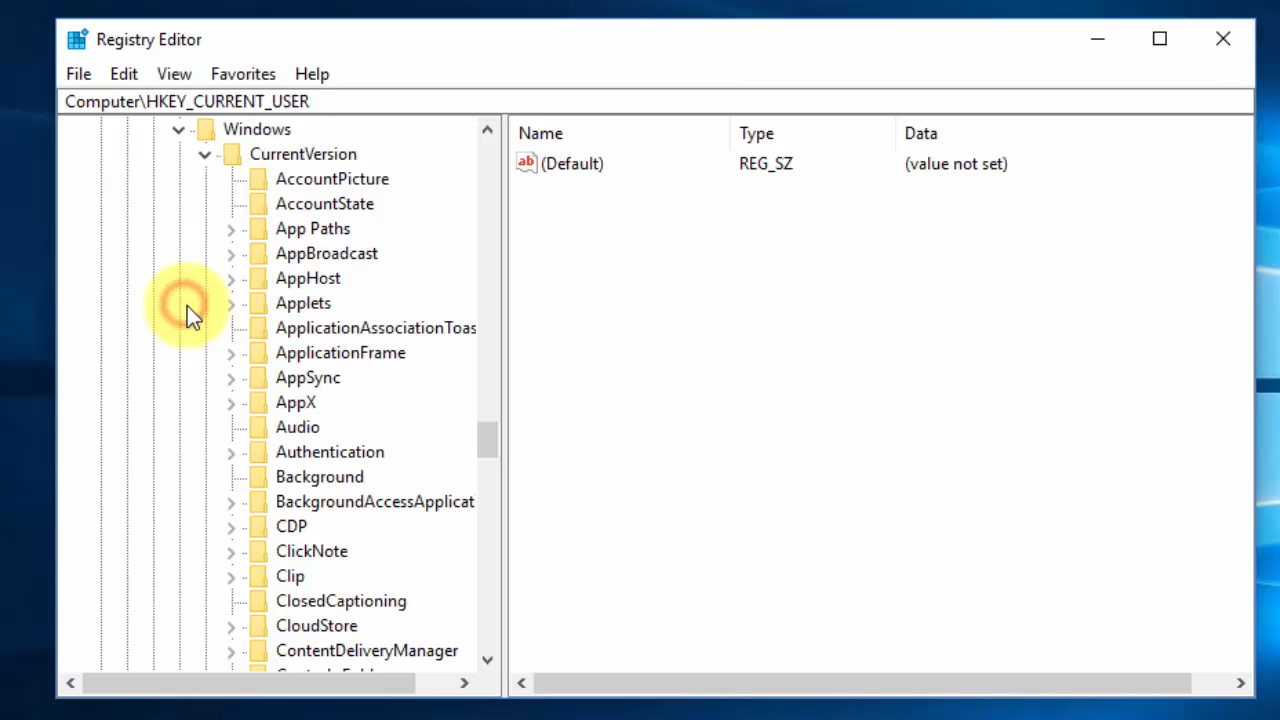 Registry Editor
File Edit View Favorites Help
Computer\HKEY_CURRENT_USER
Windows
CurrentVersion
AccountPicture
AccountState
App Paths
AppBroadcast
AppHost
Applets
ApplicationAssociationToas
ApplicationFrame
AppSync
AppX
Audio
Authentication
Background
BackgroundAccessApplicat
CDP
ClickNote
Clip
ClosedCaptioning
CloudStore
ContentDeliveryManager
Name Type Data
ab (Default) REG_SZ (value not set)